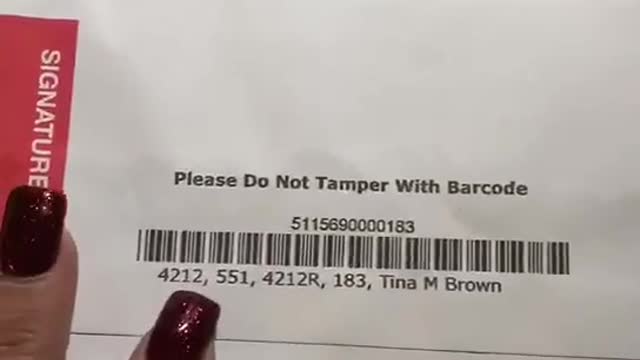 SIGNATURE
Please Do Not Tamper With Barcode
5115690000183
4212, 551, 4212R, 183, Tina M Brown